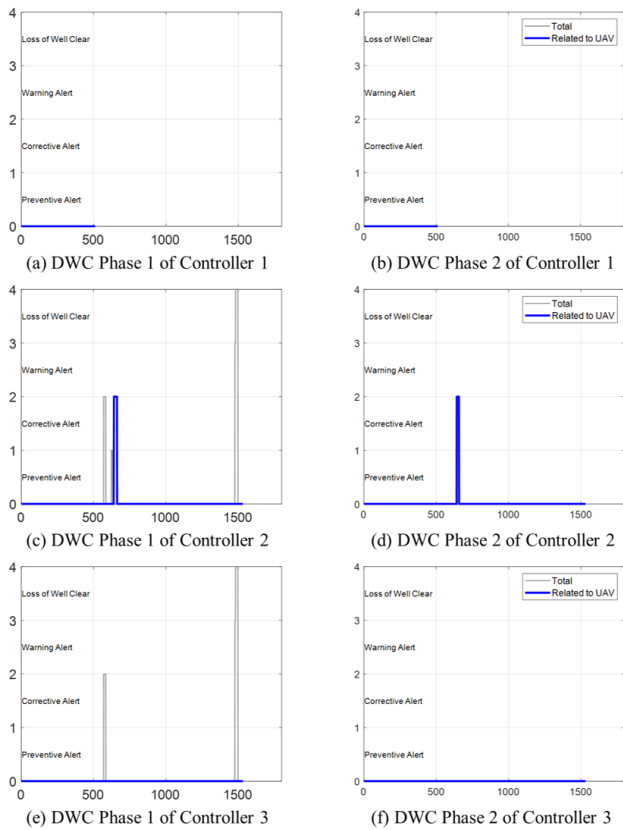 4
Loss of Well Clear
3
Warning Alert
2
Corrective Alert
1
Preventive Alert
0
0 500 1000 1500
(a) DWC Phase 1 of Controller 1
4
Total
Related to UAV
Loss of Well Clear
3
Warning Alert
2
Corrective Alert
1
Preventive Alert
0
0 500 1000 1500
(b) DWC Phase 2 of Controller 1
4
Loss of Well Clear
3
Warning Alert
2
Corrective Alert
1
Preventive Alert
0
0 500 1000 1500
(c) DWC Phase 1 of Controller 2
4
Total
Related to UAV
Loss of Well Clear
3
Warning Alert
2
Corrective Alert
1
Preventive Alert
0
0 500 1000 1500
(d) DWC Phase 2 of Controller 2
4
Loss of Well Clear
3
Warning Alert
2
Corrective Alert
1
Preventive Alert
0
0 500 1000 1500
(e) DWC Phase 1 of Controller 3
4
Total
Related to UAV
Loss of Well Clear
3
Warning Alert
2
Corrective Alert
1
Preventive Alert
0
0 500 1000 1500
(f) DWC Phase 2 of Controller 3